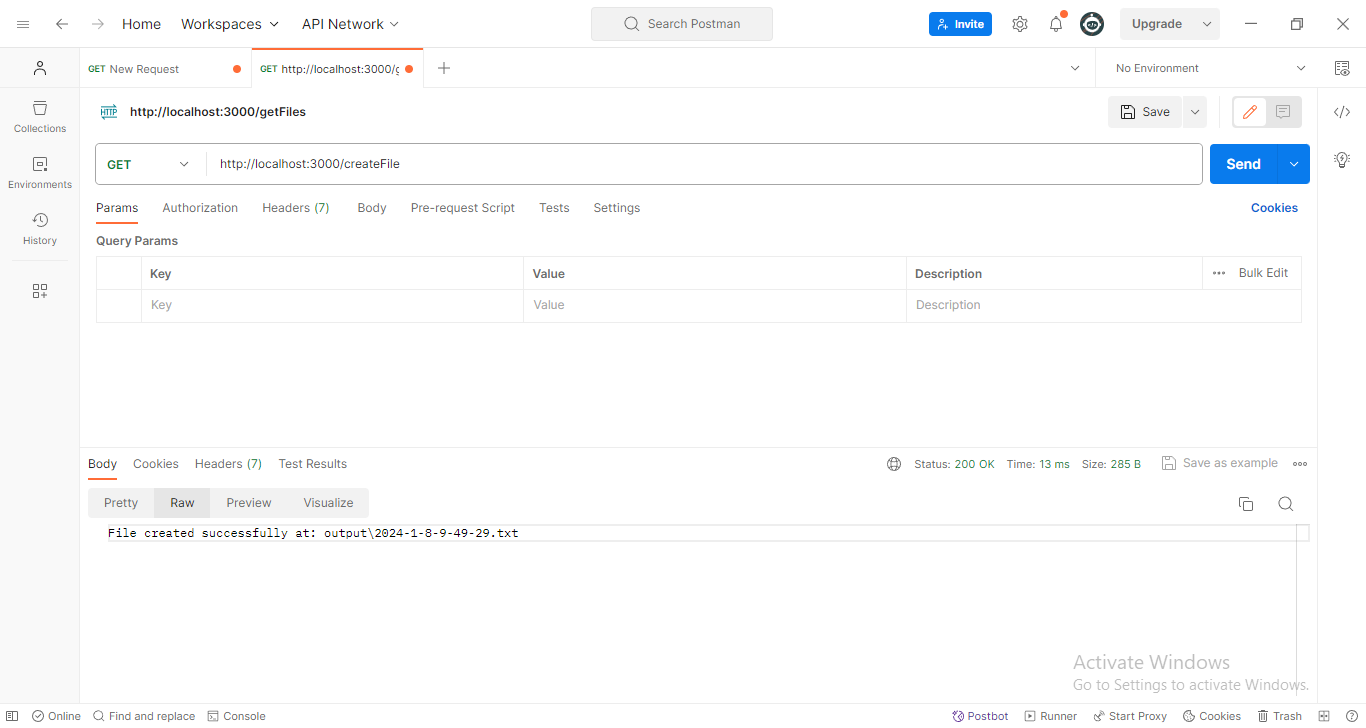 Home Workspaces API Network Search Postman Invite Upgrade
GET New Request GET http://localhost:3000/g No Environment
HTTP http://localhost:3000/getFiles Save
Collections
GET http://localhost:3000/createFile Send
Environments
Params Authorization Headers (7) Body Pre-request Script Tests Settings Cookies
History
Query Params
Key Value Description Bulk Edit
Key Value Description
Body Cookies Headers (7) Test Results Status: 200 OK Time: 13 ms Size: 285 B Save as example
Pretty Raw Preview Visualize
File created successfully at: output\2024-1-8-9-49-29.txt
Activate Windows
Go to Settings to activate Windows.
Online Find and replace Console Postbot Runner Start Proxy Cookies Trash